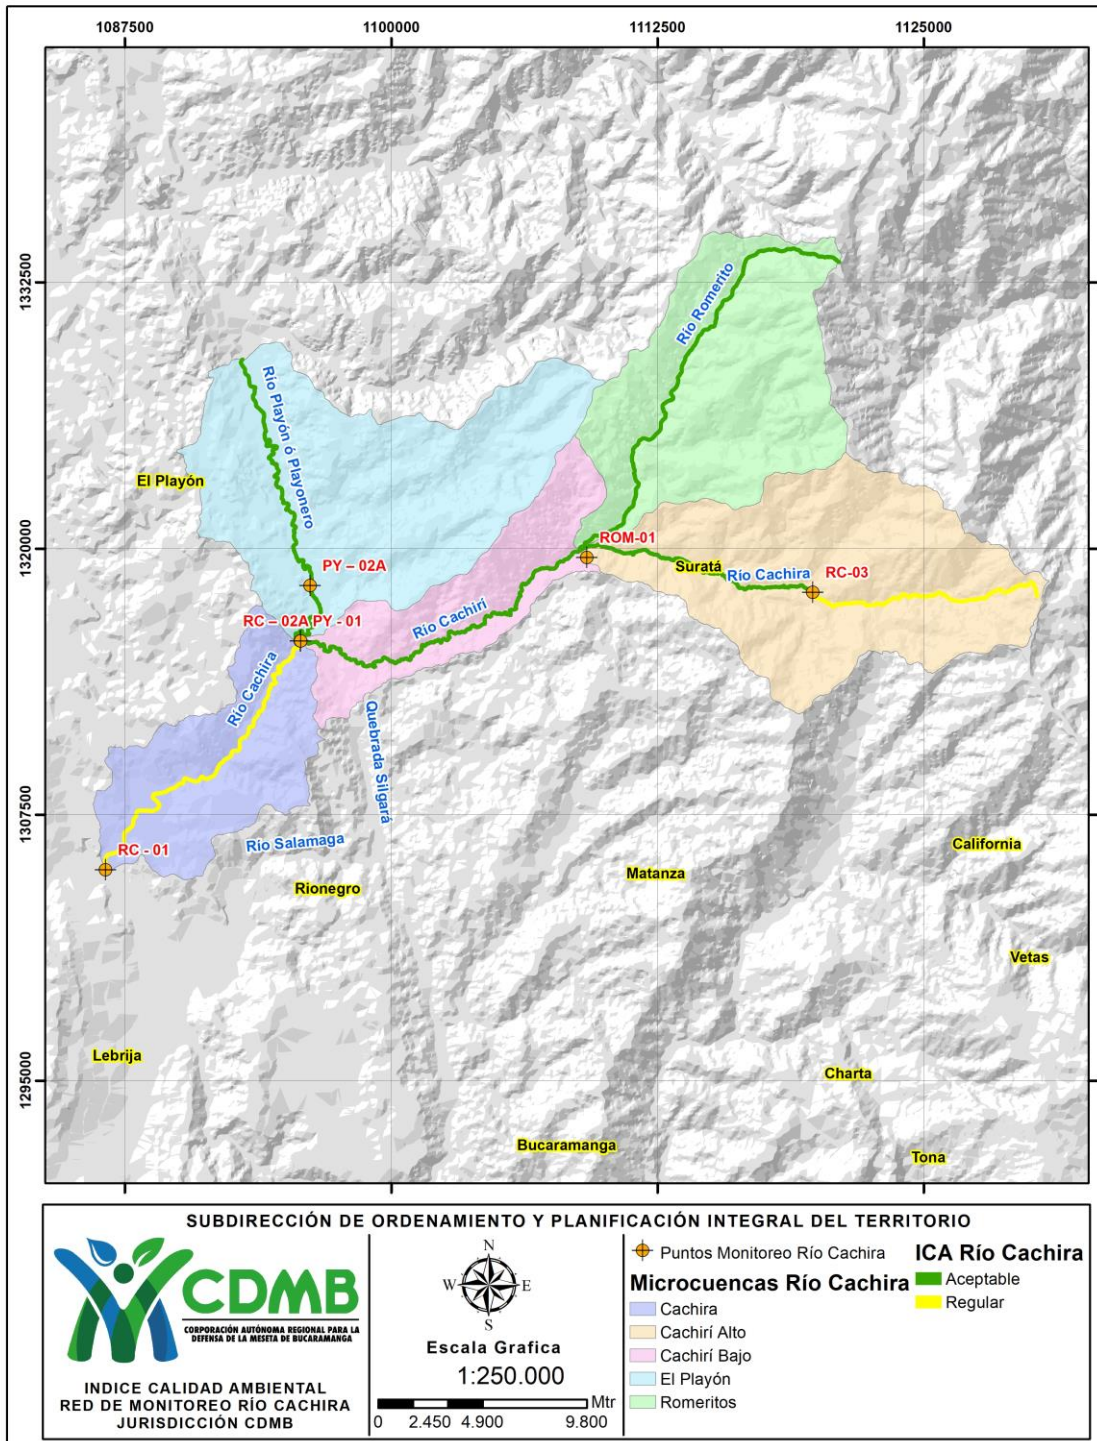 1087500
1100000
1112500
1125000
1332500
1320000
1307500
1295000
Río Romerito
Río Playón ó Playonero
El Playón
PY – 02A
ROM-01
Suratá
Río Cachira
RC-03
RC – 02A
PY - 01
Río Cachirí
Río Cachira
Quebrada Silgará
Río Salamaga
RC - 01
Rionegro
Matanza
California
Vetas
Lebrija
Charta
Bucaramanga
Tona
SUBDIRECCIÓN DE ORDENAMIENTO Y PLANIFICACIÓN INTEGRAL DEL TERRITORIO
CDMB
CORPORACIÓN AUTÓNOMA REGIONAL PARA LA
DEFENSA DE LA MESETA DE BUCARAMANGA
INDICE CALIDAD AMBIENTAL
RED DE MONITOREO RÍO CACHIRA
JURISDICCIÓN CDMB
N
W
E
S
Escala Grafica
1:250.000
Mtr
0 2.450 4.900 9.800
Puntos Monitoreo Río Cachira
Microcuencas Río Cachira
Cachira
Cachirí Alto
Cachirí Bajo
El Playón
Romeritos
ICA Río Cachira
Aceptable
Regular